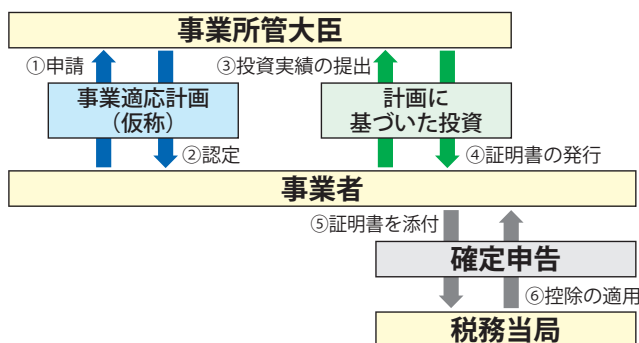 事業所管大臣
①申請
③投資実績の提出
事業適応計画
（仮称）
計画に
基づいた投資
②認定
④証明書の発行
事業者
⑤証明書を添付
確定申告
⑥控除の適用
税務当局